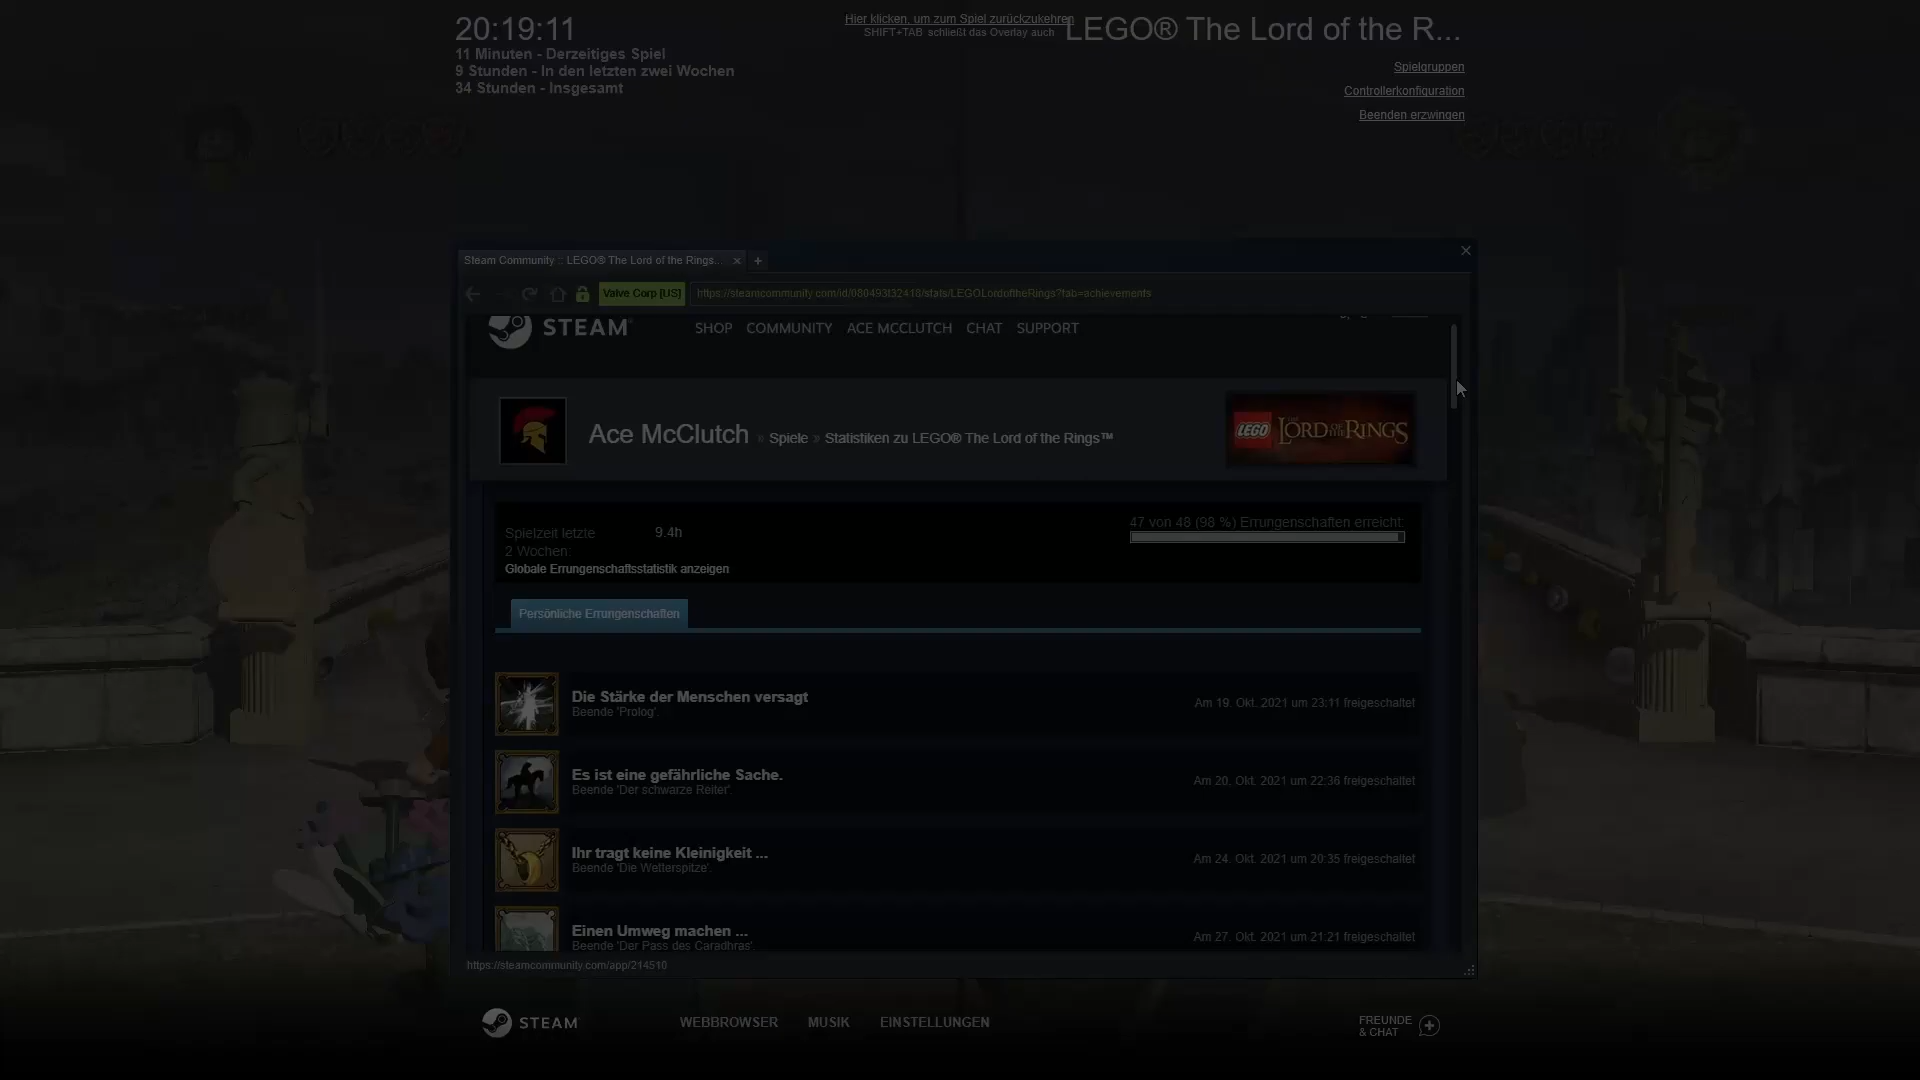 20:19:11
11 Minuten - Derzeitiges Spiel
9 Stunden - In den letzten zwei Wochen
34 Stunden - Insgesamt
Hier klicken, um zum Spiel zurückzukehren
SHIFT+TAB schließt das Overlay auch
LEGO® The Lord of the R...
Spielgruppen
Controllerkonfiguration
Beenden erzwingen
Steam Community :: LEGO® The Lord of the Rings...
Valve Corp [US]
STEAM
SHOP COMMUNITY ACE MCCLUTCH CHAT SUPPORT
Ace McClutch » Spiele » Statistiken zu LEGO® The Lord of the Rings™
LEGO THE LORD OF THE RINGS
Spielzeit letzte 2 Wochen: 9.4h
Globale Errungenschaftsstatistik anzeigen
47 von 48 (98 %) Errungenschaften erreicht:
Persönliche Errungenschaften
Die Stärke der Menschen versagt
Beende 'Prolog'.
Am 19. Okt. 2021 um 23:11 freigeschaltet
Es ist eine gefährliche Sache.
Beende 'Der schwarze Reiter'.
Am 20. Okt. 2021 um 22:36 freigeschaltet
Ihr tragt keine Kleinigkeit ...
Beende 'Die Wetterspitze'.
Am 24. Okt. 2021 um 20:35 freigeschaltet
Einen Umweg machen ...
Beende 'Der Pass des Caradhras'
Am 27. Okt. 2021 um 21:21 freigeschaltet
https://steamcommunity.com/app/214510
STEAM
WEBBROWSER MUSIK EINSTELLUNGEN
FREUNDE
& CHAT